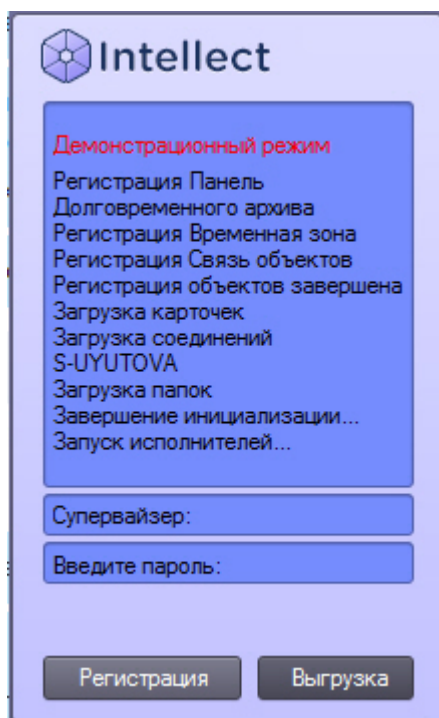 Intellect
Демонстрационный режим
Регистрация Панель
Долговременного архива
Регистрация Временная зона
Регистрация Связь объектов
Регистрация объектов завершена
Загрузка карточек
Загрузка соединений
S-UYUTOVA
Загрузка папок
Завершение инициализации...
Запуск исполнителей...
Супервайзер:
Введите пароль:
Регистрация
Выгрузка